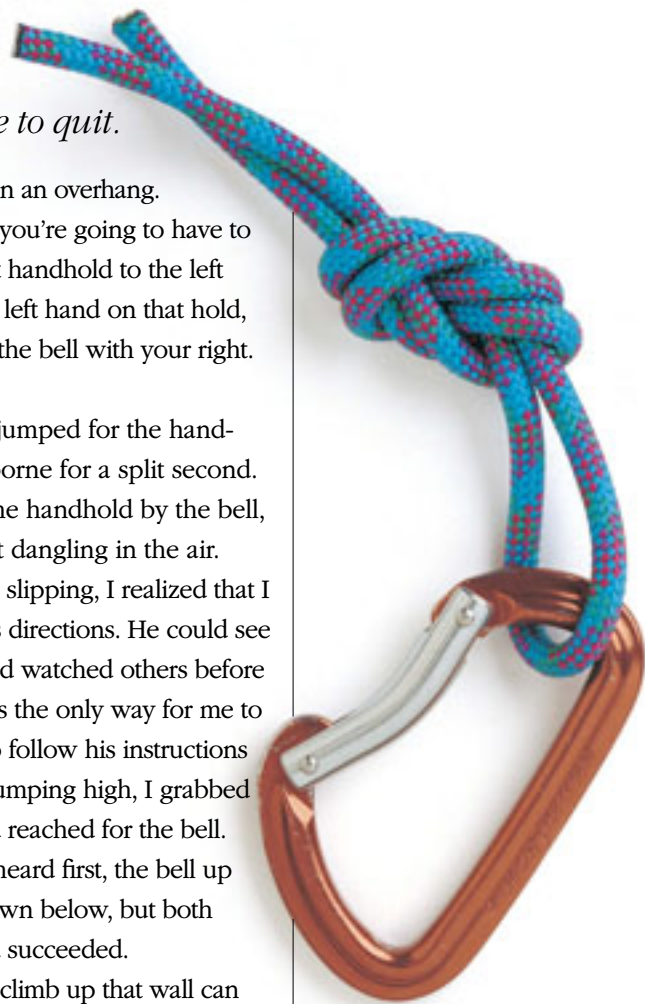 e to quit.
n an overhang.
you're going to have to
handhold to the left
left hand on that hold,
the bell with your right.
jumped for the hand-
orne for a split second.
ne handhold by the bell,
t dangling in the air.
slipping, I realized that I
s directions. He could see
d watched others before
s the only way for me to
o follow his instructions
umping high, I grabbed
reached for the bell.
heard first, the bell up
wn below, but both
succeeded.
climb up that wall can